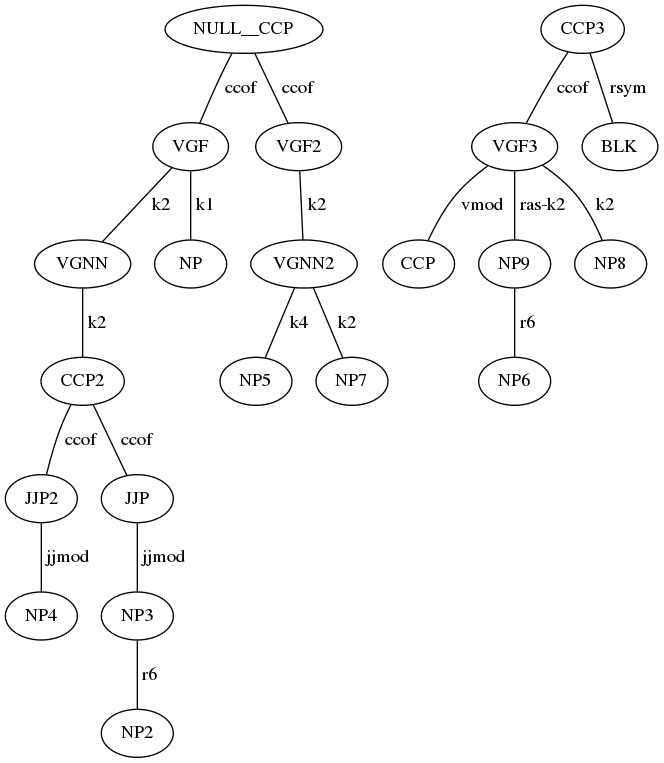 NULL__CCP CCP3
ccof ccof ccof rsym
VGF VGF2 VGF3 BLK
k2 k1 k2 vmod ras-k2 k2
VGNN NP VGNN2 CCP NP9 NP8
k2 k4 k2 r6
CCP2 NP5 NP7 NP6
ccof ccof
JJP2 JJP
jjmod jjmod
NP4 NP3
r6
NP2